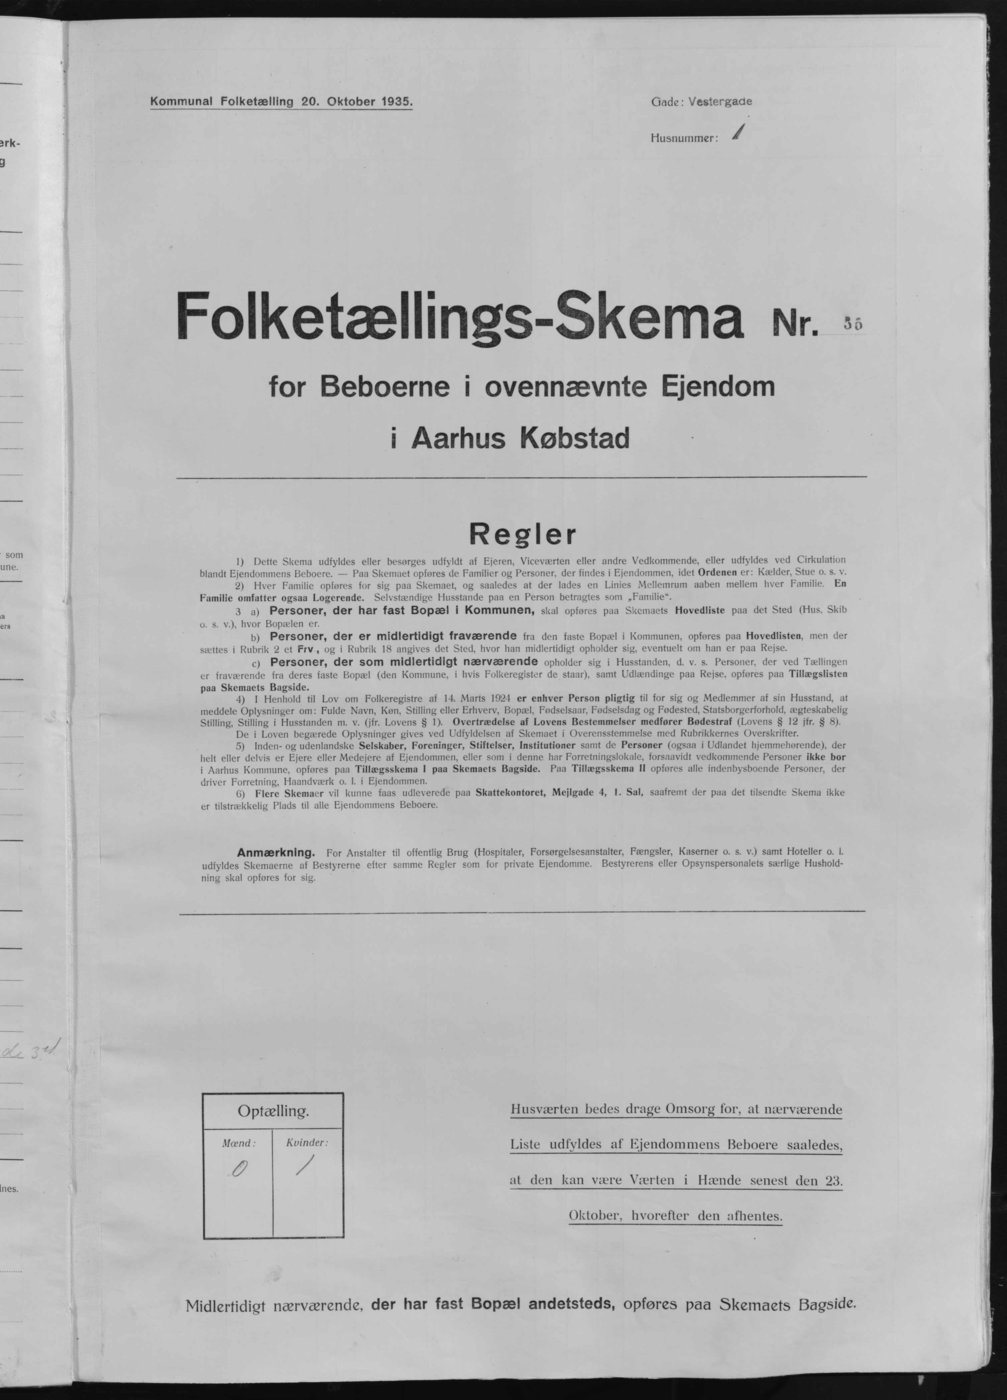 Kommunal Folketælling 20. Oktober 1935.
Gade: Vestergade
Husnummer: 1
Folketællings-Skema Nr. 36
for Beboerne i ovennævnte Ejendom
i Aarhus Købstad
Regler
1) Dette Skema udfyldes eller besørges udfyldt af Ejeren, Viceværten eller andre Vedkommende, eller udfyldes ved Cirkulation
blandt Ejendommens Beboere. — Paa Skemaet opføres de Familier og Personer, der findes i Ejendommen, idet Ordenen er: Kælder, Stue o. s. v.
2) Hver Familie opføres for sig paa Skemaet, og saaledes at der lades en Linies Mellemrum aaben mellem hver Familie. En
Familie omfatter ogsaa Logerende. Selvstændige Husstande paa en Person betragtes som „Familie“.
3 a) Personer, der har fast Bopæl i Kommunen, skal opføres paa Skemaets Hovedliste paa det Sted (Hus, Skib
o. s. v.), hvor Bopælen er.
b) Personer, der er midlertidigt fraværende fra den faste Bopæl i Kommunen, opføres paa Hovedlisten, men der
sættes i Rubrik 2 et Frv., og i Rubrik 18 angives det Sted, hvor han midlertidigt opholder sig, eventuelt om han er paa Rejse.
c) Personer, der som midlertidigt nærværende opholder sig i Husstanden, d. v. s. Personer, der ved Tællingen
er fraværende fra deres faste Bopæl (den Kommune, i hvis Folkeregister de staar), samt Udlændinge paa Rejse, opføres paa Tillægslisten
paa Skemaets Bagside.
4) I Henhold til Lov om Folkeregistre af 14. Marts 1924 er enhver Person pligtig til for sig og Medlemmer af sin Husstand, at
meddele Oplysninger om: Fulde Navn, Køn, Stilling eller Erhverv, Bopæl, Fødselsaar, Fødselsdag og Fødested, Statsborgerforhold, ægteskabelig
Stilling, Stilling i Husstanden m. v. (jfr. Lovens § 1). Overtrædelse af Lovens Bestemmelser medfører Bødestraf (Lovens § 12 jfr. § 8).
De i Loven begærede Oplysninger gives ved Udfyldelsen af Skemaet i Overensstemmelse med Rubrikkernes Overskrifter.
5) Inden- og udenlandske Selskaber, Foreninger, Stiftelser, Institutioner samt de Personer (ogsaa i Udlandet hjemmehørende), der
helt eller delvis er Ejere eller Medejere af Ejendommen, eller som i denne har Forretningslokale, forsaavidt vedkommende Personer ikke bor
i Aarhus Kommune, opføres paa Tillægsskema I paa Skemaets Bagside. Paa Tillægsskema II opføres alle indenbysboende Personer, der
driver Forretning, Haandværk o. l. i Ejendommen.
6) Flere Skemaer vil kunne faas udleverede paa Skattekontoret, Mejlgade 4, 1. Sal, saafremt der paa det tilsendte Skema ikke
er tilstrækkelig Plads til alle Ejendommens Beboere.
Anmærkning. For Anstalter til offentlig Brug (Hospitaler, Forsørgelsesanstalter, Fængsler, Kaserner o. s. v.) samt Hoteller o. l.
udfyldes Skemaerne af Bestyrerne efter samme Regler som for private Ejendomme. Bestyrerens eller Opsynspersonalets særlige Hushold-
ning skal opføres for sig.
Optælling.
Mænd: Kvinder:
0 1
Husværten bedes drage Omsorg for, at nærværende
Liste udfyldes af Ejendommens Beboere saaledes,
at den kan være Værten i Hænde senest den 23.
Oktober, hvorefter den afhentes.
Midlertidigt nærværende, der har fast Bopæl andetsteds, opføres paa Skemaets Bagside.